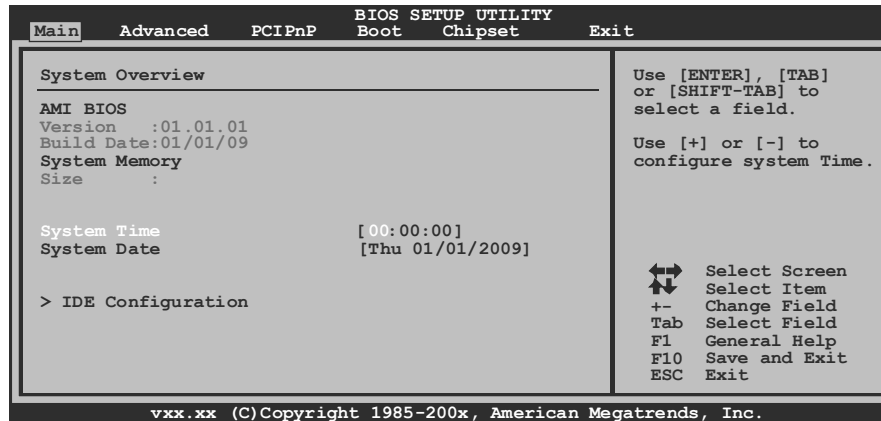 BIOS SETUP UTILITY
Main Advanced PCIPnP Boot Chipset Exit
System Overview
AMI BIOS
Version :01.01.01
Build Date:01/01/09
System Memory
Size :
System Time [00:00:00]
System Date [Thu 01/01/2009]
> IDE Configuration
Use [ENTER], [TAB]
or [SHIFT-TAB] to
select a field.
Use [+] or [-] to
configure system Time.
Select Screen
Select Item
+- Change Field
Tab Select Field
F1 General Help
F10 Save and Exit
ESC Exit
vxx.xx (C)Copyright 1985-200x, American Megatrends, Inc.